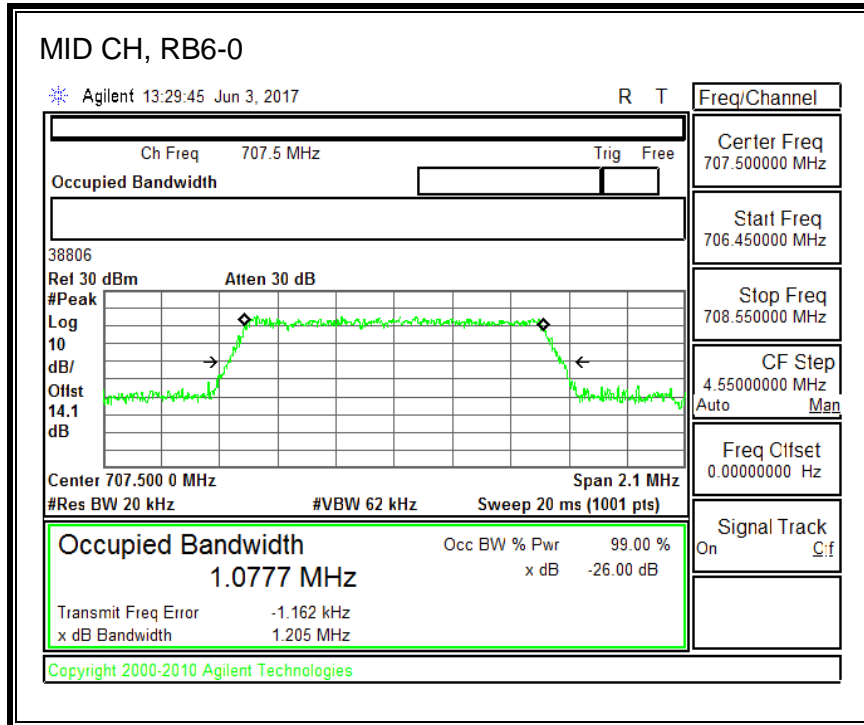 MID CH, RB6-0
Agilent 13:29:45 Jun 3, 2017 R T
Ch Freq 707.5 MHz Trig Free
Occupied Bandwidth
38806
Ref 30 dBm Atten 30 dB
#Peak
Log
10
dB/
Offst
14.1
dB
Center 707.500 0 MHz Span 2.1 MHz
#Res BW 20 kHz #VBW 62 kHz Sweep 20 ms (1001 pts)
Occupied Bandwidth Occ BW % Pwr 99.00 %
1.0777 MHz x dB -26.00 dB
Transmit Freq Error -1.162 kHz
x dB Bandwidth 1.205 MHz
Copyright 2000-2010 Agilent Technologies
Freq/Channel
Center Freq
707.500000 MHz
Start Freq
706.450000 MHz
Stop Freq
708.550000 MHz
CF Step
4.55000000 MHz
Auto Man
Freq Offset
0.00000000 Hz
Signal Track
On Off